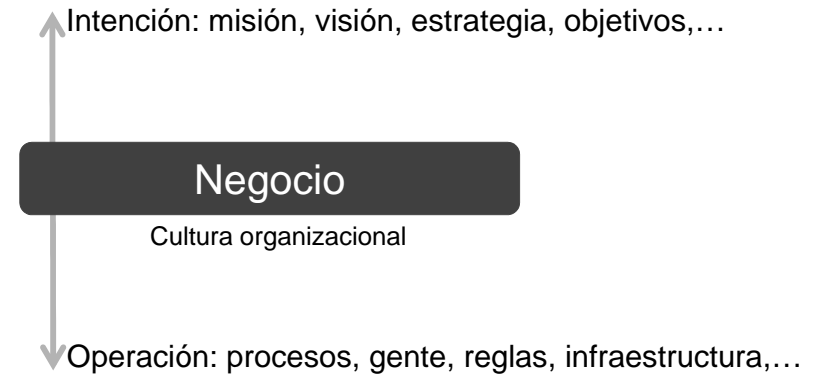 Intención: misión, visión, estrategia, objetivos,…
Negocio
Cultura organizacional
Operación: procesos, gente, reglas, infraestructura,…